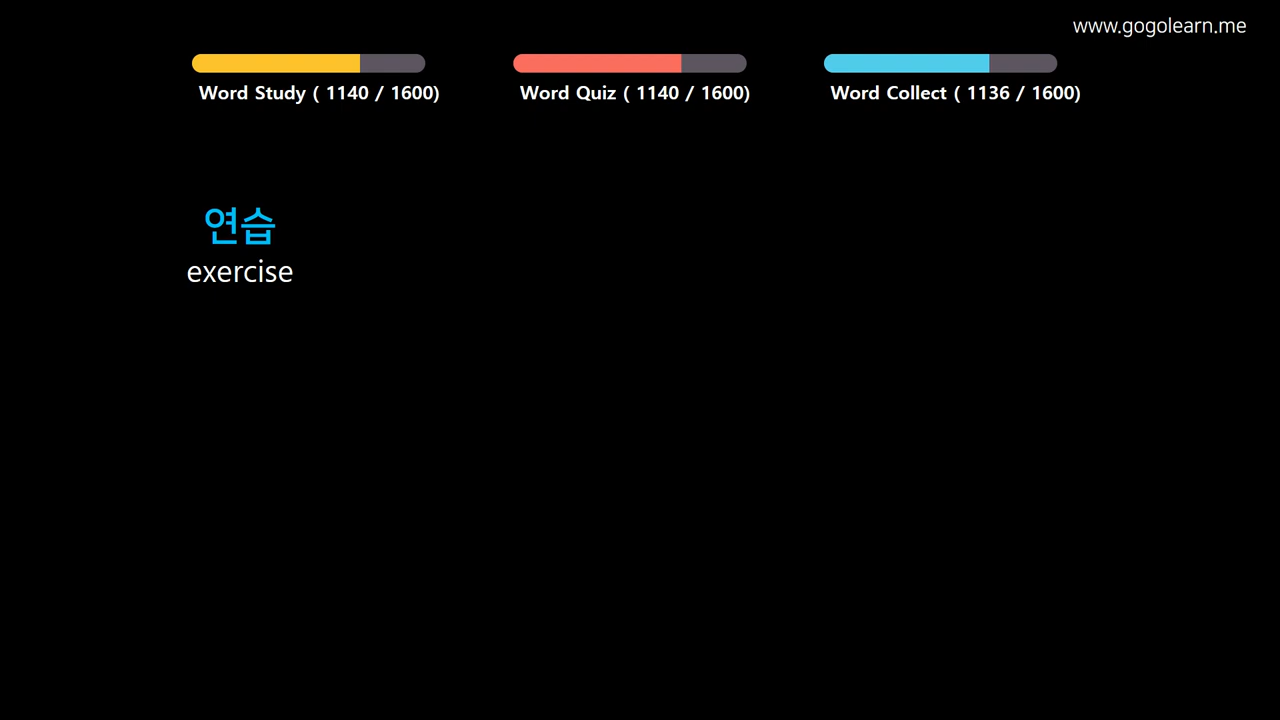 www.gogolearn.me
Word Study ( 1140 / 1600)
Word Quiz ( 1140 / 1600)
Word Collect ( 1136 / 1600)
연습
exercise